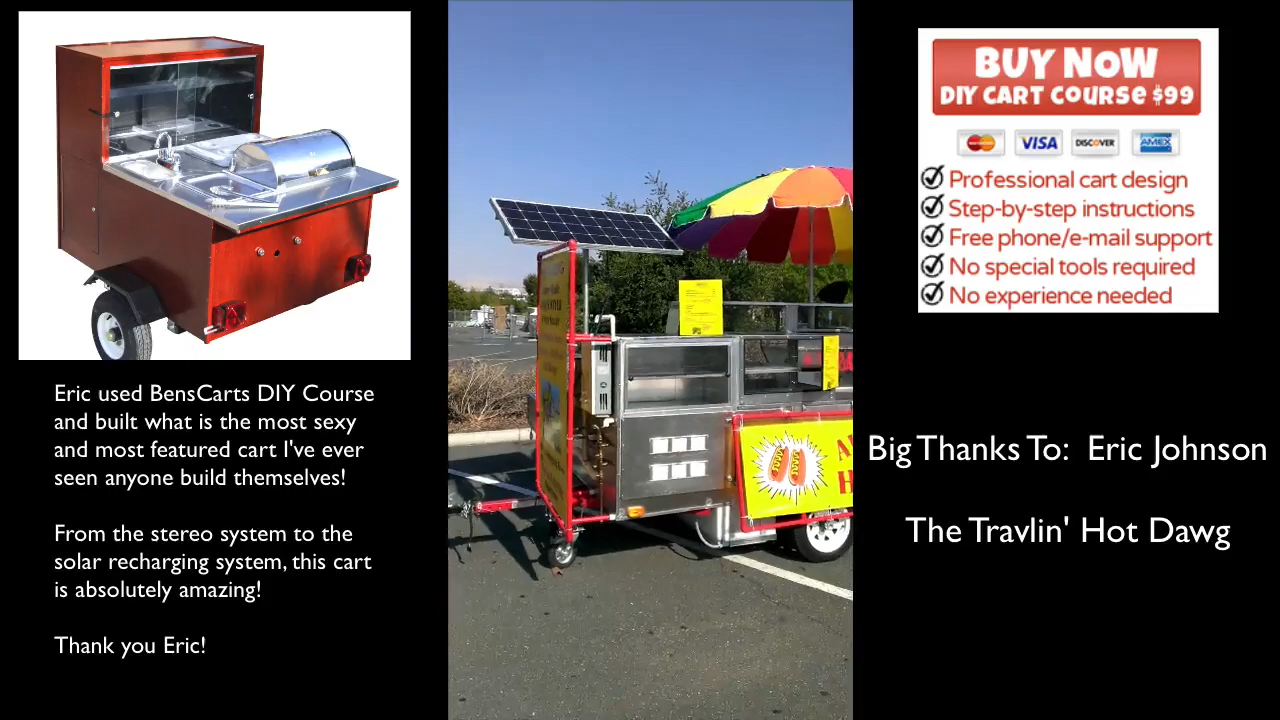 Eric used BensCarts DIY Course
and built what is the most sexy
and most featured cart I've ever
seen anyone build themselves!
From the stereo system to the
solar recharging system, this cart
is absolutely amazing!
Thank you Eric!
BUY NOW
DIY CART COURSE $99
MasterCard
VISA
DISCOVER
AMEX
Professional cart design
Step-by-step instructions
Free phone/e-mail support
No special tools required
No experience needed
Big Thanks To: Eric Johnson
The Travlin' Hot Dawg